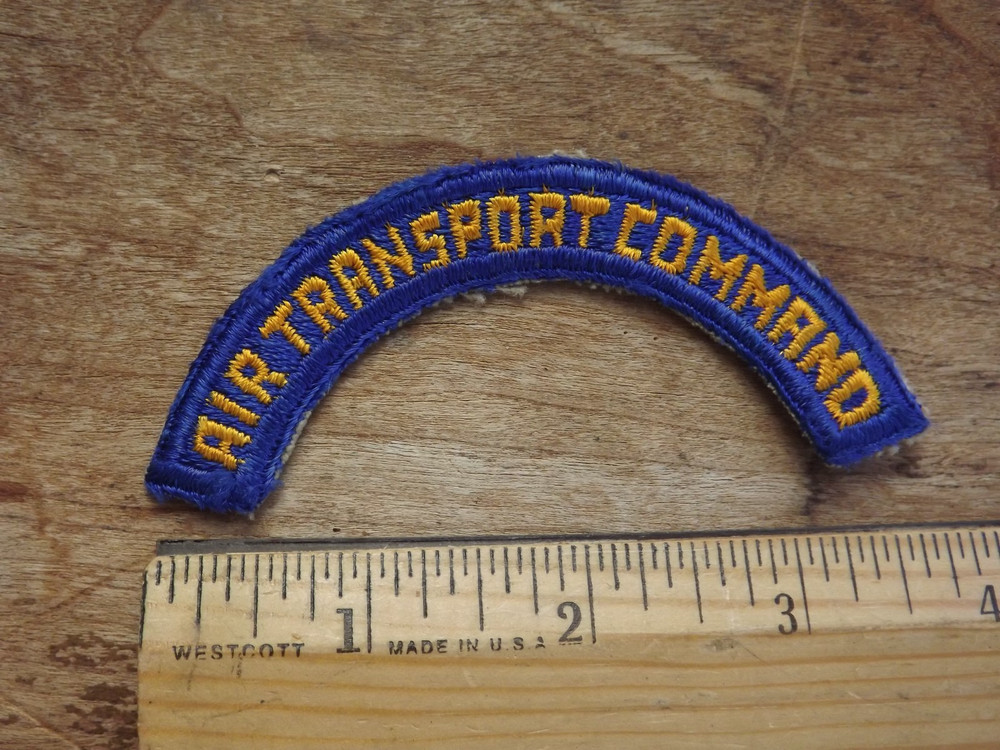 AIR TRANSPORT COMMAND
1 2 3 4
WESTCOTT MADE IN U.S.A